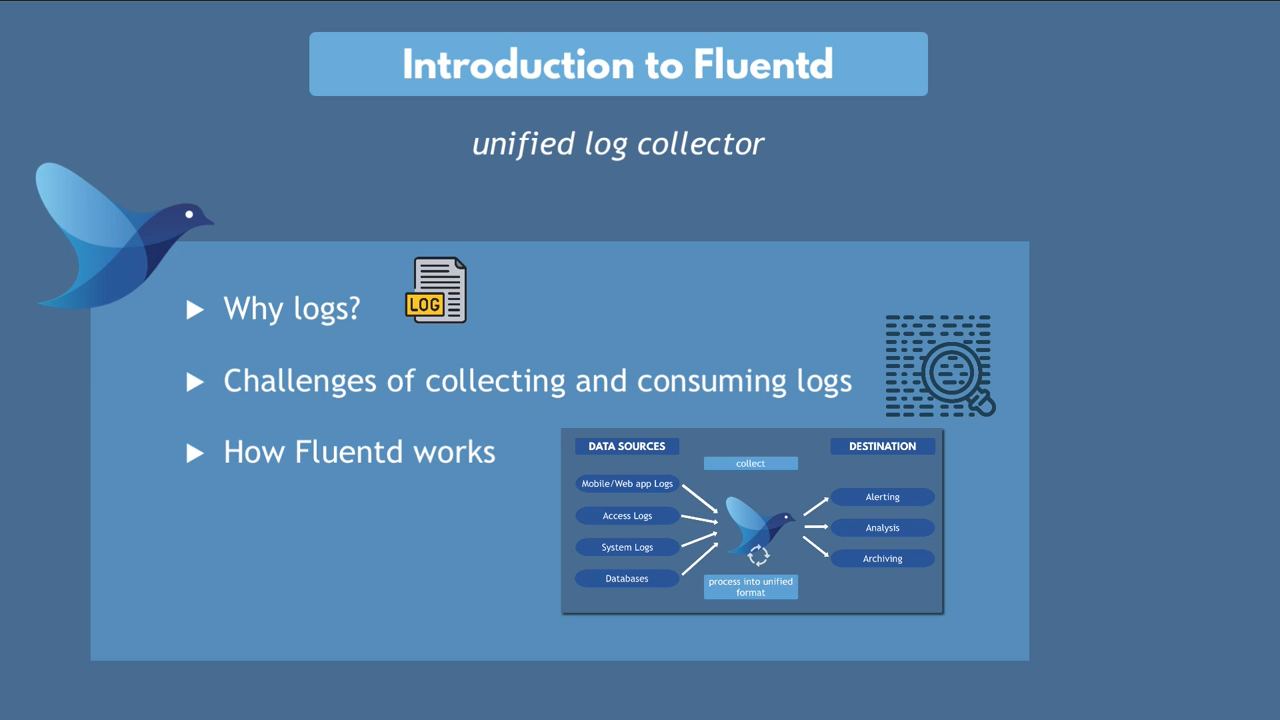 Introduction to Fluentd
unified log collector
Why logs?
LOG
Challenges of collecting and consuming logs
How Fluentd works
DATA SOURCES
Mobile/Web app Logs
Access Logs
System Logs
Databases
collect
process into unified
format
DESTINATION
Alerting
Analysis
Archiving